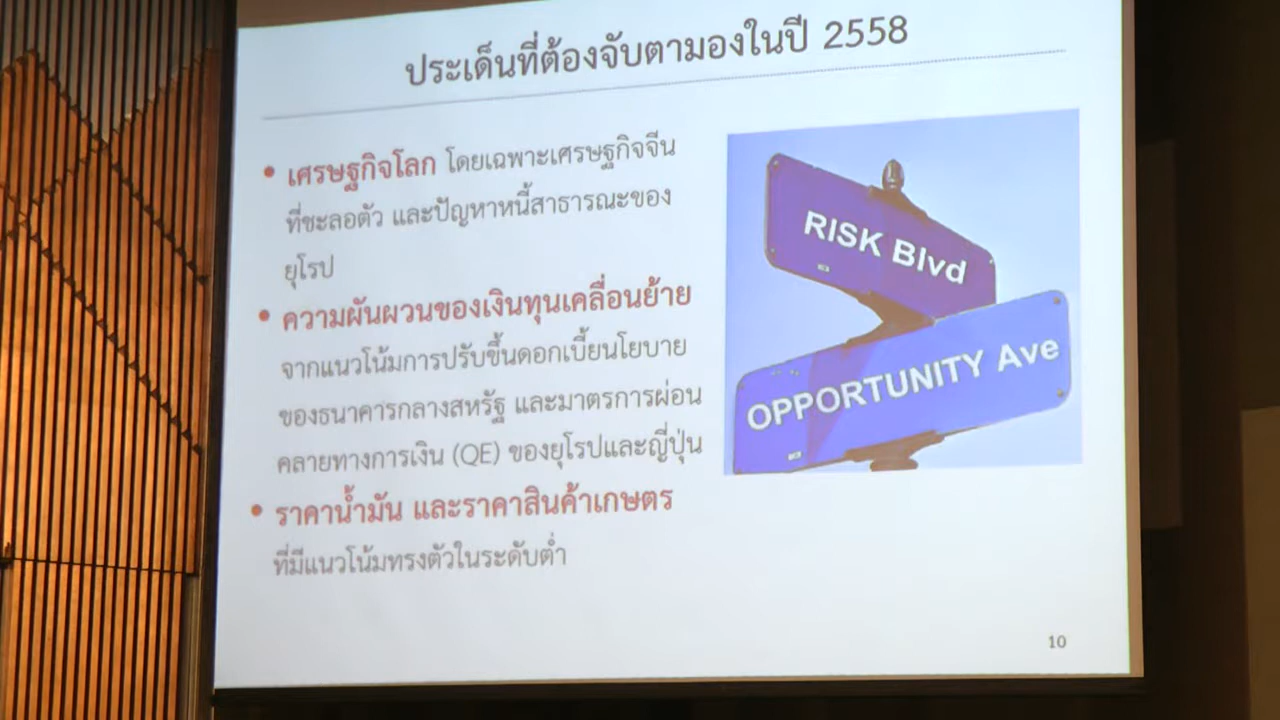 ประเด็นที่ต้องจับตามองในปี 2558
• เศรษฐกิจโลก โดยเฉพาะเศรษฐกิจจีน
ที่ชะลอตัว และปัญหาหนี้สาธารณะของ
ยุโรป
• ความผันผวนของเงินทุนเคลื่อนย้าย
จากแนวโน้มการปรับขึ้นดอกเบี้ยนโยบาย
ของธนาคารกลางสหรัฐ และมาตรการผ่อน
คลายทางการเงิน (QE) ของยุโรปและญี่ปุ่น
• ราคาน้ำมัน และราคาสินค้าเกษตร
ที่มีแนวโน้มทรงตัวในระดับต่ำ
RISK Blvd
OPPORTUNITY Ave
10